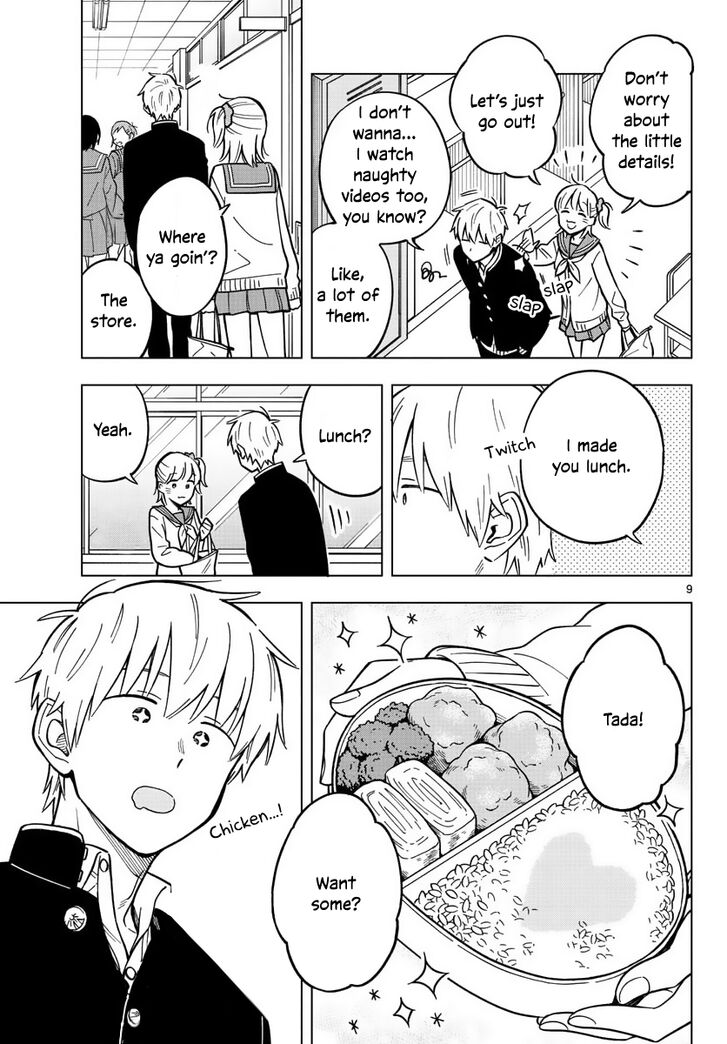 Don't
worry
about
the little
details!
Let's just
go out!
I don't
wanna...
I watch
naughty
videos too,
you know?
Like,
a lot of
them.
slap
slap
Where
ya goin'?
The
store.
I made
you lunch.
Twitch
Lunch?
Yeah.
9
Tada!
Want
some?
Chicken...!